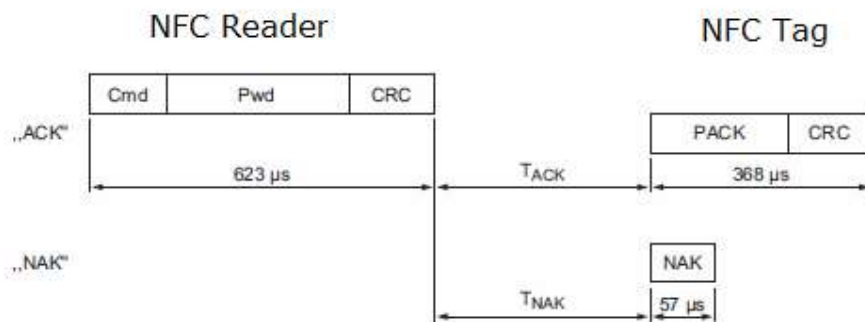 NFC Reader
NFC Tag
Cmd Pwd CRC
„ACK"
PACK CRC
623 µs
TACK
368 µs
„NAK"
NAK
TNAK
57 µs